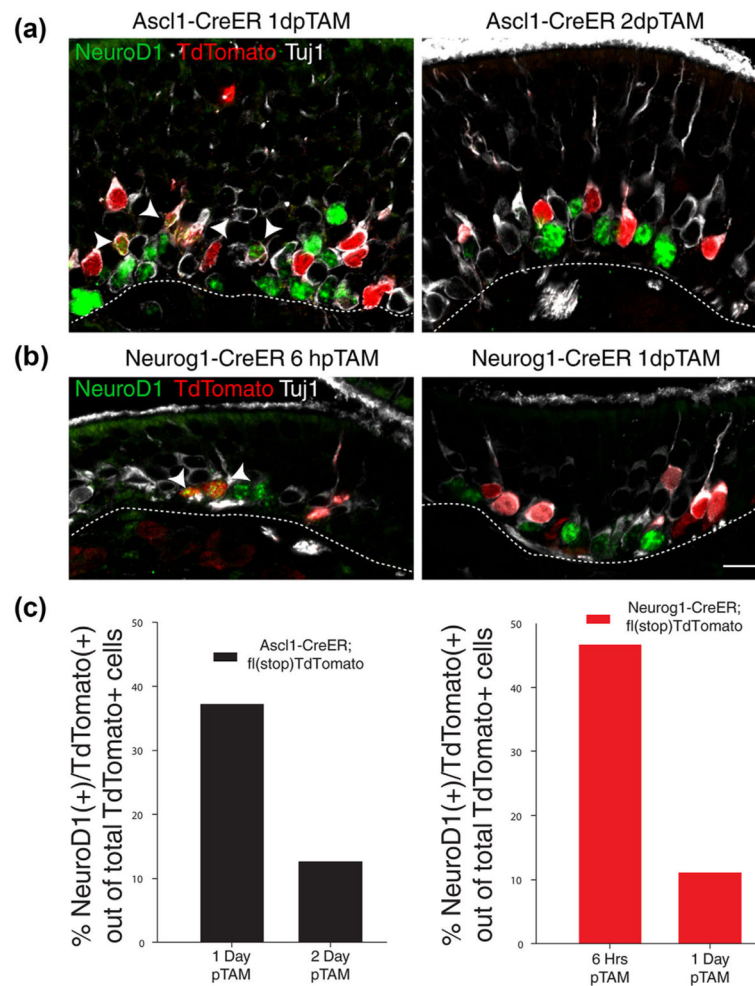 (a)
Ascl1-CreER 1dpTAM
Ascl1-CreER 2dpTAM
NeuroD1 TdTomato Tuj1
(b)
Neurog1-CreER 6 hpTAM
Neurog1-CreER 1dpTAM
NeuroD1 TdTomato Tuj1
(c)
% NeuroD1(+)/TdTomato(+)
out of total TdTomato+ cells
50
40
30
20
10
0
Ascl1-CreER;
fl(stop)TdTomato
1 Day
pTAM
2 Day
pTAM
% NeuroD1(+)/TdTomato(+)
out of total TdTomato+ cells
50
40
30
20
10
0
Neurog1-CreER;
fl(stop)TdTomato
6 Hrs
pTAM
1 Day
pTAM